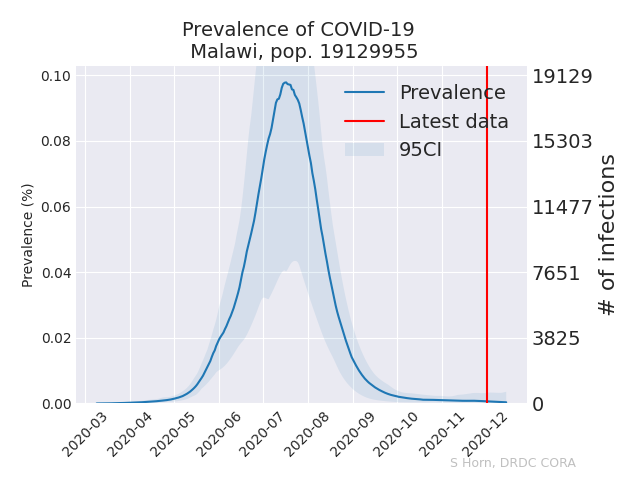 Prevalence of COVID-19
Malawi, pop. 19129955
Prevalence
Latest data
95CI
Prevalence (%)
0.10
0.08
0.06
0.04
0.02
0.00
19129
15303
11477
7651
3825
0
# of infections
2020-03
2020-04
2020-05
2020-06
2020-07
2020-08
2020-09
2020-10
2020-11
2020-12
S Horn, DRDC CORA